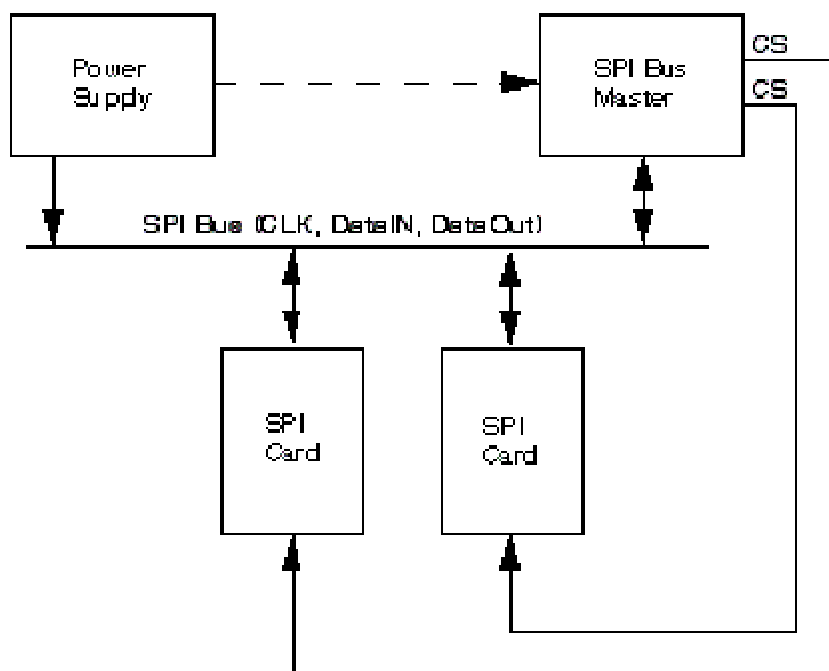 Power
Supply
SPI Bus
Master
CS
CS
SPI Bus (CLK, DataIN, DataOut)
SPI
Card
SPI
Card